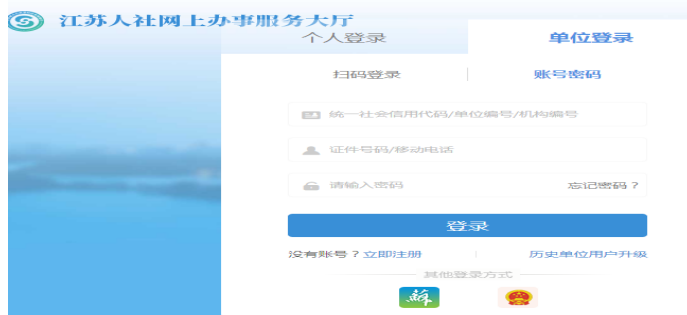 江苏人社网上办事服务大厅
个人登录 单位登录
扫码登录 账号密码
统一社会信用代码/单位编号/机构编号
证件号码/移动电话
请输入密码 忘记密码？
登录
没有账号？立即注册 历史单位用户升级
其他登录方式
苏